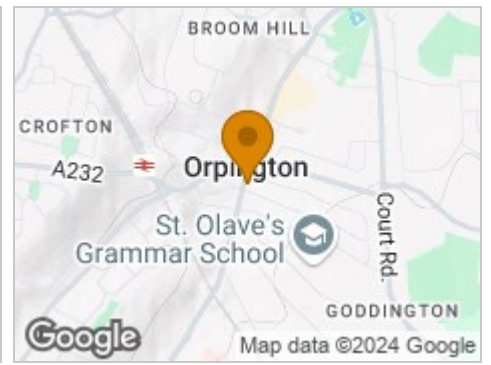 BROOM HILL
CROFTON
A232
Orpington
St. Olave's
Grammar School
Court Rd.
GODDINGTON
Google
Map data ©2024 Google